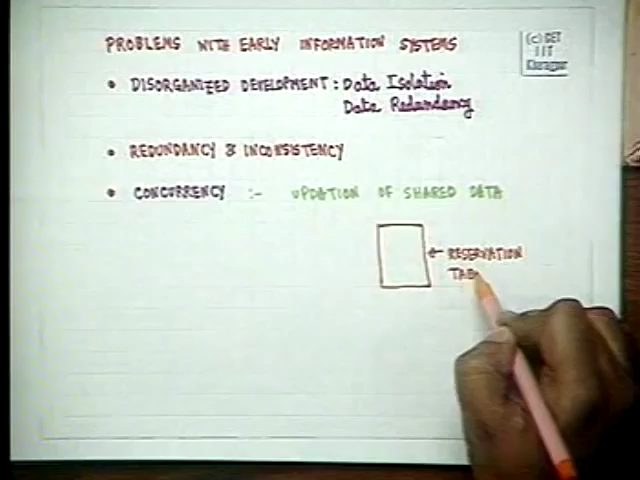 PROBLEMS WITH EARLY INFORMATION SYSTEMS
(c) CET
IIT
Kharagpur
• DISORGANIZED DEVELOPMENT : Data Isolation
Data Redundancy
• REDUNDANCY & INCONSISTENCY
• CONCURRENCY :- UPDATION OF SHARED DATA
← RESERVATION
TAB